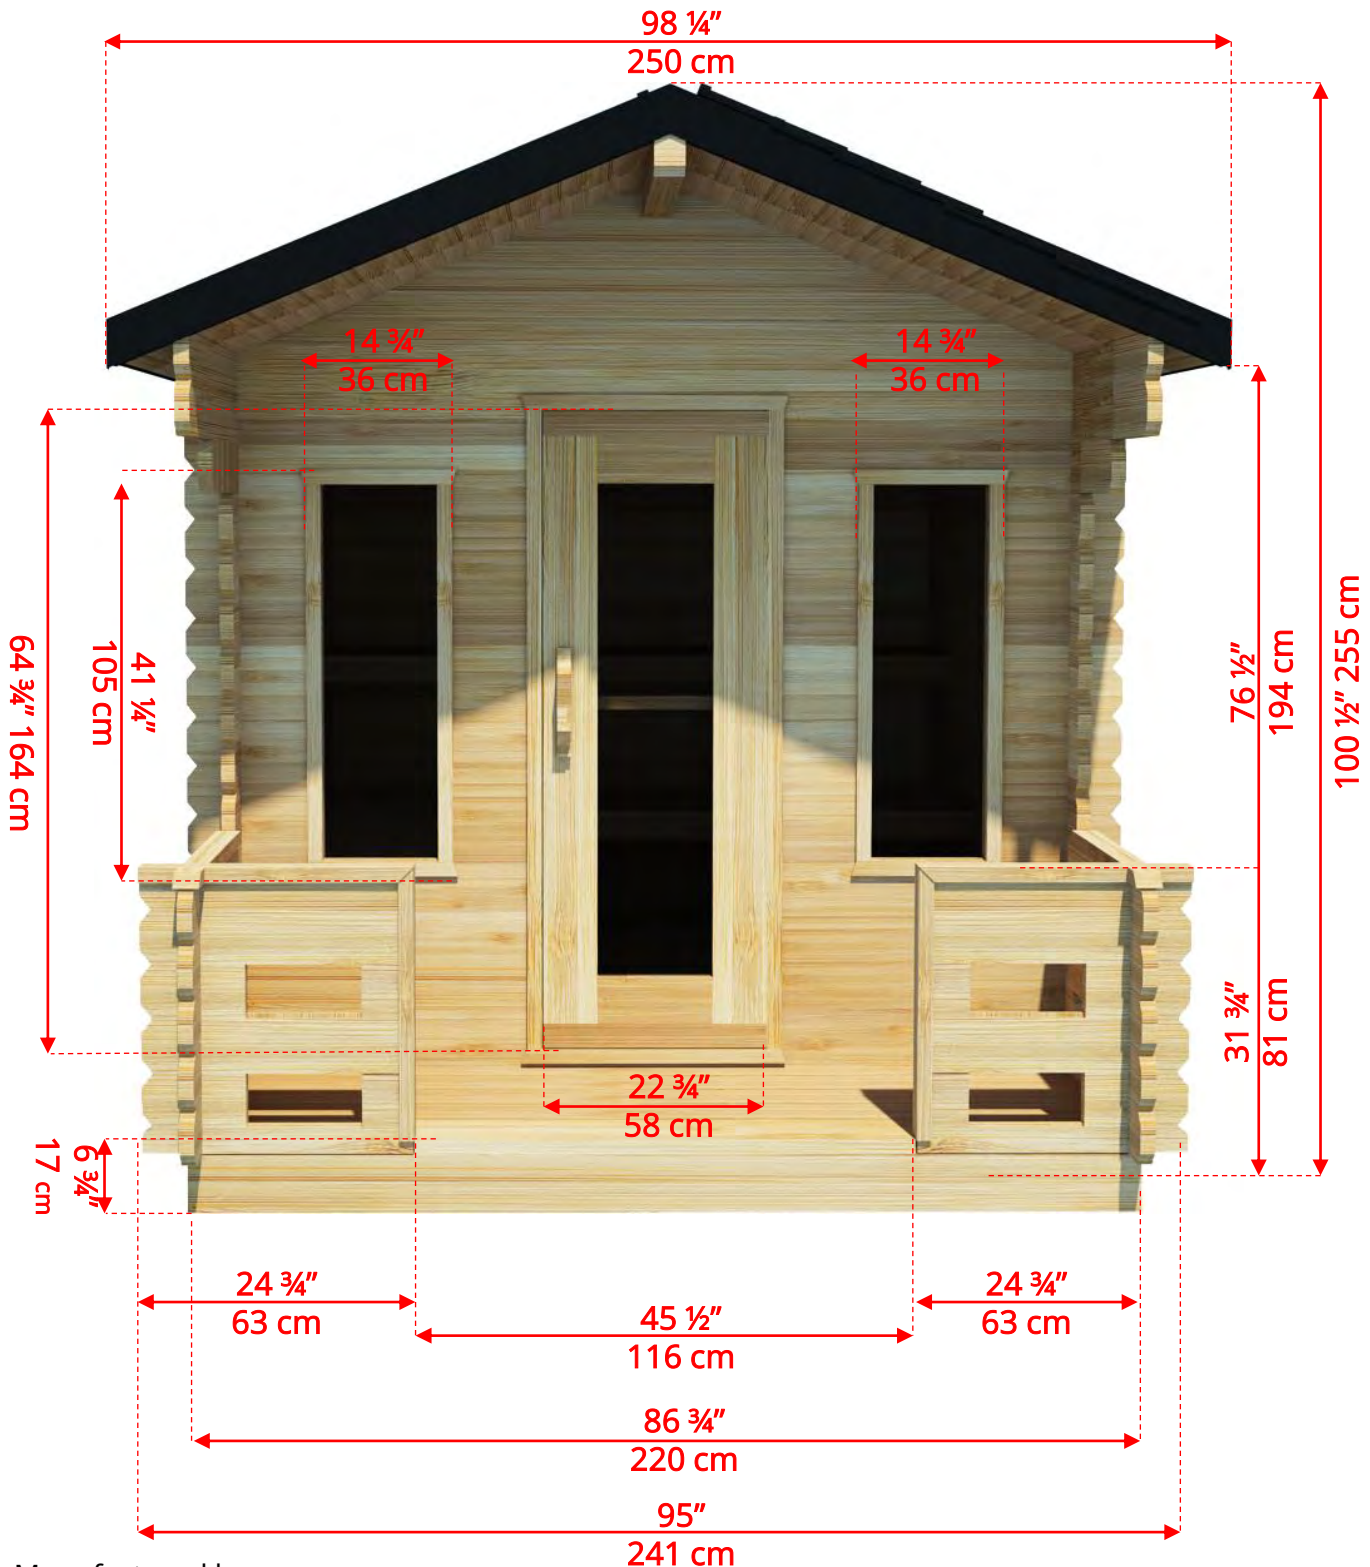 98 ¼”
250 cm
14 ¾”
36 cm
14 ¾”
36 cm
64 ¾” 164 cm
41 ¼”
105 cm
76 ½”
194 cm
100 ½” 255 cm
31 ¾”
81 cm
22 ¾”
58 cm
6 ¾”
17 cm
24 ¾”
63 cm
24 ¾”
63 cm
45 ½”
116 cm
86 ¾”
220 cm
95”
241 cm